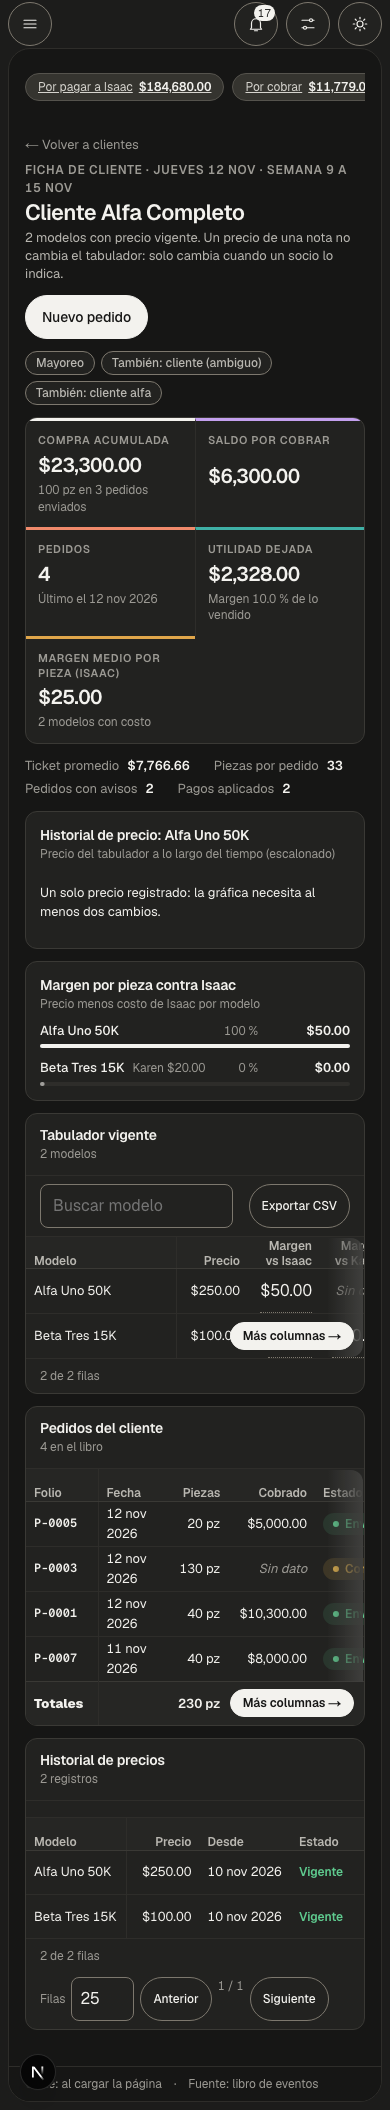 17
Por pagar a Isaac $184,680.00 Por cobrar $11,779.0
← Volver a clientes
FICHA DE CLIENTE · JUEVES 12 NOV · SEMANA 9 A
15 NOV
Cliente Alfa Completo
2 modelos con precio vigente. Un precio de una nota no
cambia el tabulador: solo cambia cuando un socio lo
indica.
Nuevo pedido
Mayoreo También: cliente (ambiguo)
También: cliente alfa
COMPRA ACUMULADA
$23,300.00
100 pz en 3 pedidos
enviados
SALDO POR COBRAR
$6,300.00
PEDIDOS
4
Último el 12 nov 2026
UTILIDAD DEJADA
$2,328.00
Margen 10.0 % de lo
vendido
MARGEN MEDIO POR
PIEZA (ISAAC)
$25.00
2 modelos con costo
Ticket promedio $7,766.66 Piezas por pedido 33
Pedidos con avisos 2 Pagos aplicados 2
Historial de precio: Alfa Uno 50K
Precio del tabulador a lo largo del tiempo (escalonado)
Un solo precio registrado: la gráfica necesita al
menos dos cambios.
Margen por pieza contra Isaac
Precio menos costo de Isaac por modelo
Alfa Uno 50K 100 % $50.00
Beta Tres 15K Karen $20.00 0 % $0.00
Tabulador vigente
2 modelos
Buscar modelo Exportar CSV
Modelo Precio Margen
vs Isaac
Alfa Uno 50K $250.00 $50.00 Sin
Beta Tres 15K $100.0 Más columnas →
2 de 2 filas
Pedidos del cliente
4 en el libro
Folio Fecha Piezas Cobrado Estado
P-0005 12 nov
2026 20 pz $5,000.00
P-0003 12 nov
2026 130 pz Sin dato
P-0001 12 nov
2026 40 pz $10,300.00
P-0007 11 nov
2026 40 pz $8,000.00
Totales 230 pz Más columnas →
Historial de precios
2 registros
Modelo Precio Desde Estado
Alfa Uno 50K $250.00 10 nov 2026 Vigente
Beta Tres 15K $100.00 10 nov 2026 Vigente
2 de 2 filas
Filas 25 Anterior 1 / 1 Siguiente
N
: al cargar la página · Fuente: libro de eventos